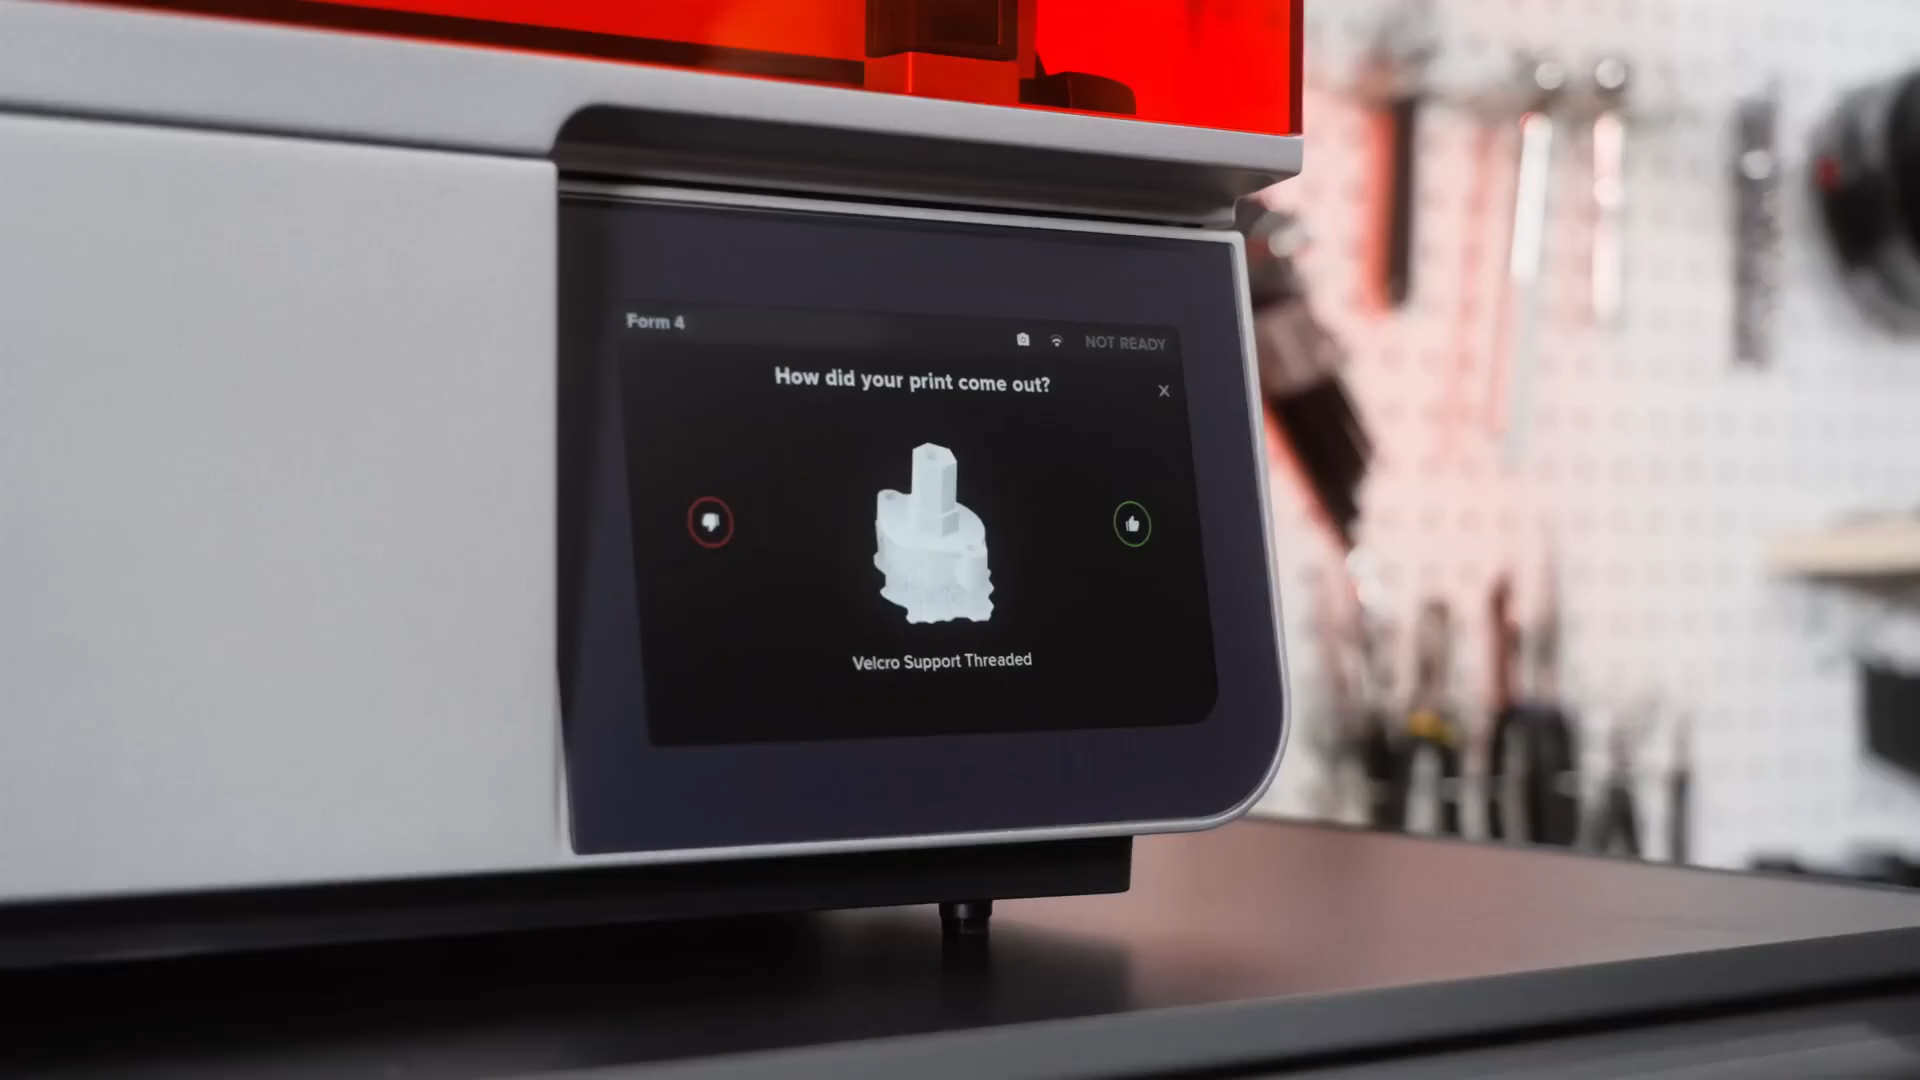 Form 4
NOT READY
How did your print come out?
Velcro Support Threaded